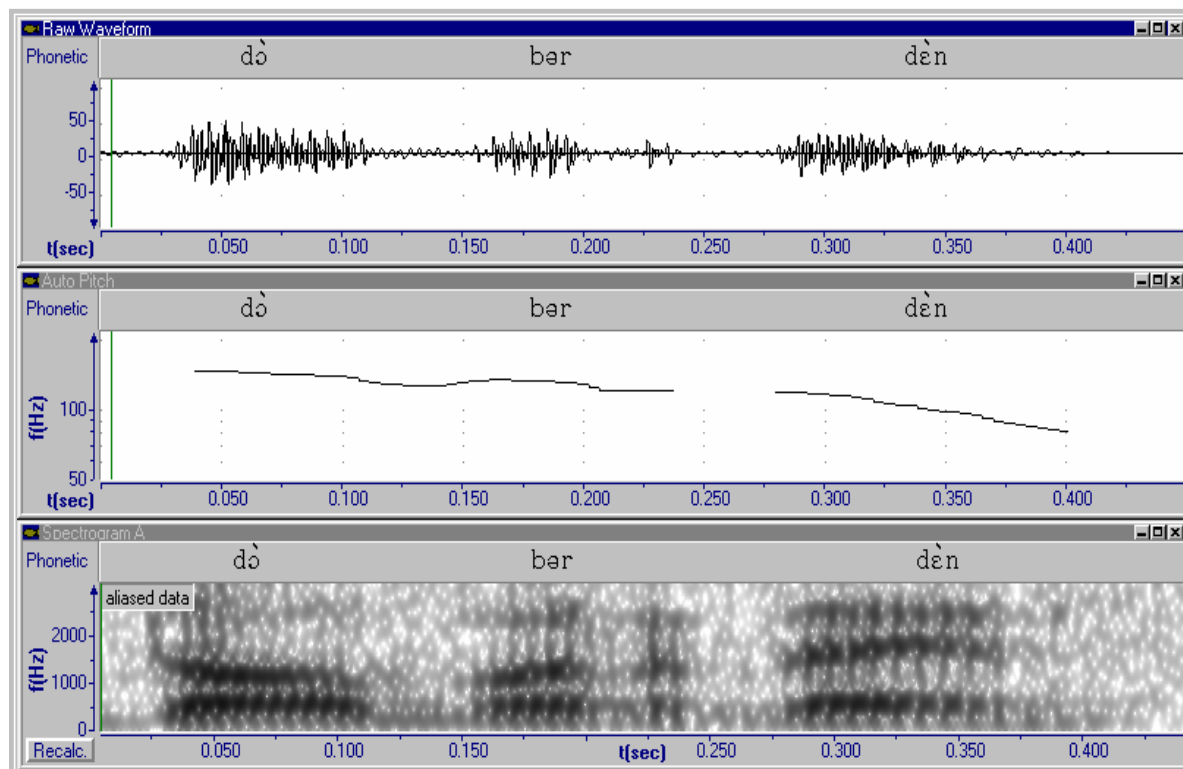 Raw Waveform
Phonetic dɔ̀ bər dɛ̀n
50
0
-50
t(sec) 0.050 0.100 0.150 0.200 0.250 0.300 0.350 0.400
Auto Pitch
Phonetic dɔ̀ bər dɛ̀n
f(Hz)
100
50
t(sec) 0.050 0.100 0.150 0.200 0.250 0.300 0.350 0.400
Spectrogram A
Phonetic dɔ̀ bər dɛ̀n
aliased data
f(Hz)
2000
1000
0
Recalc. 0.050 0.100 0.150 t(sec) 0.250 0.300 0.350 0.400